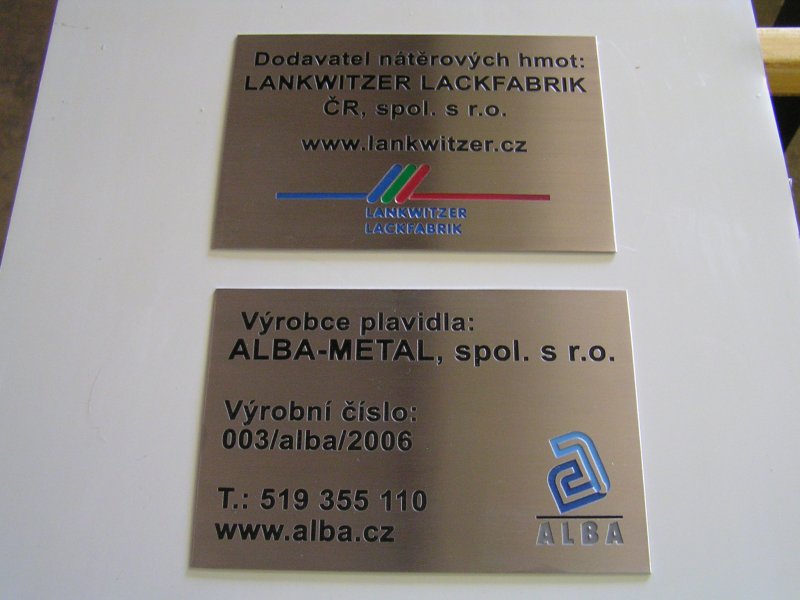 Dodavatel nátěrových hmot:
LANKWITZER LACKFABRIK
ČR, spol. s r.o.
www.lankwitzer.cz
LANKWITZER
LACKFABRIK
Výrobce plavidla:
ALBA-METAL, spol. s r.o.
Výrobní číslo:
003/alba/2006
T.: 519 355 110
www.alba.cz
ALBA